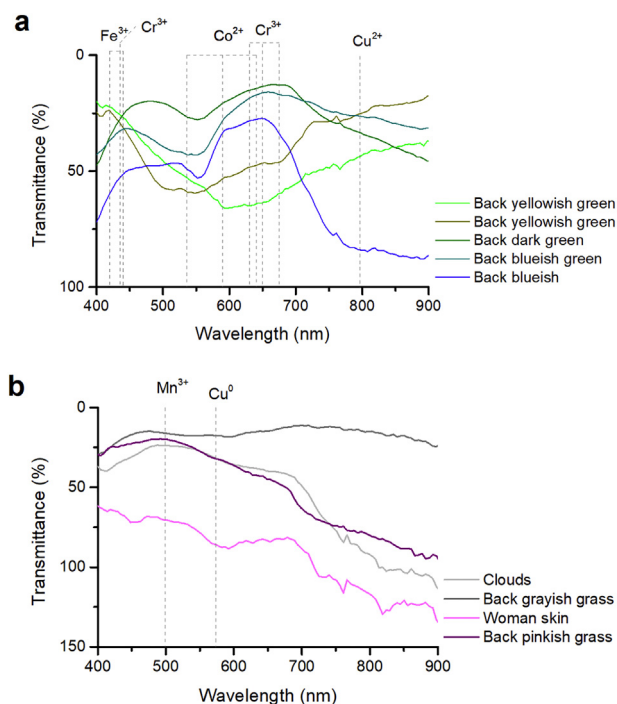 a
Fe3+ Cr3+ Co2+ Cr3+ Cu2+
0
50
100
Transmittance (%)
400 500 600 700 800 900
Wavelength (nm)
Back yellowish green
Back yellowish green
Back dark green
Back blueish green
Back blueish
b
Mn3+ Cu0
0
50
100
150
Transmittance (%)
400 500 600 700 800 900
Wavelength (nm)
Clouds
Back grayish grass
Woman skin
Back pinkish grass